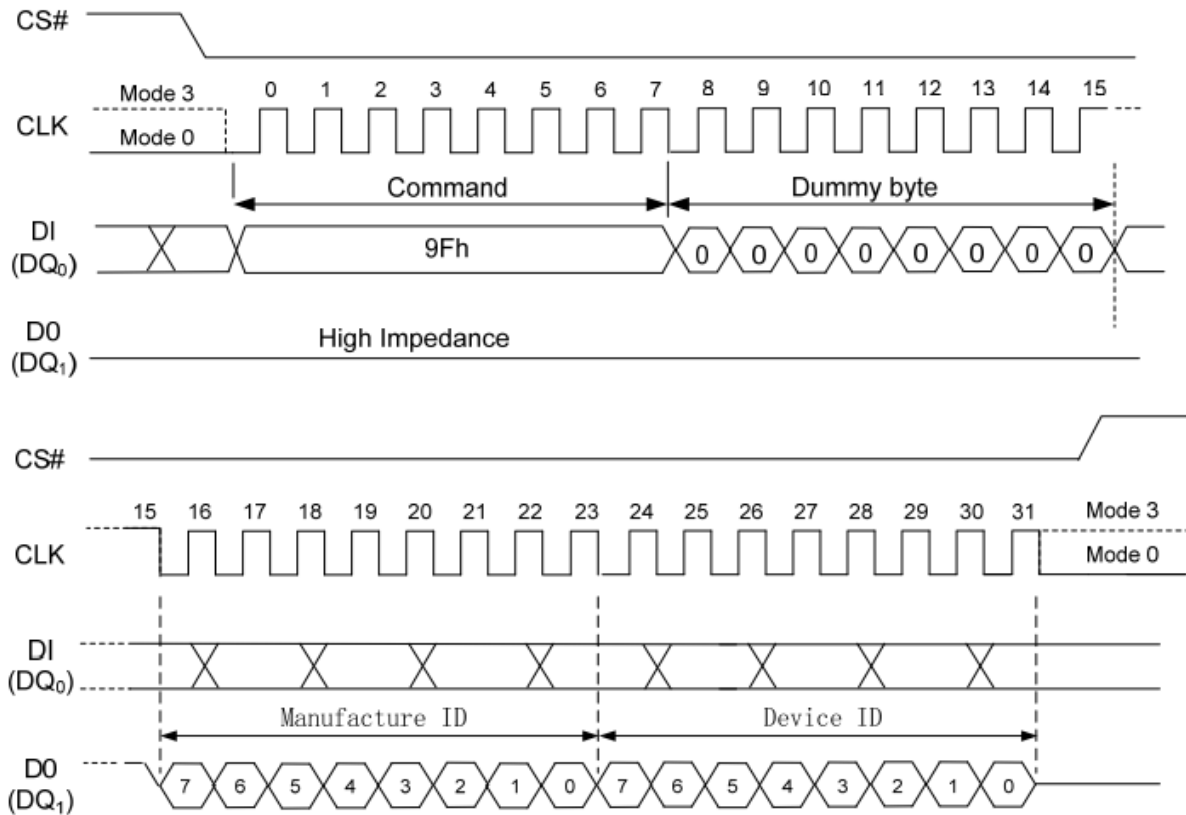 CS#
0 1 2 3 4 5 6 7 8 9 10 11 12 13 14 15
Mode 3
CLK
Mode 0
Command Dummy byte
DI
(DQ0)
9Fh 0 0 0 0 0 0 0 0
D0
(DQ1)
High Impedance
CS#
15 16 17 18 19 20 21 22 23 24 25 26 27 28 29 30 31
Mode 3
CLK
Mode 0
DI
(DQ0)
Manufacture ID Device ID
D0
(DQ1)
7 6 5 4 3 2 1 0 7 6 5 4 3 2 1 0